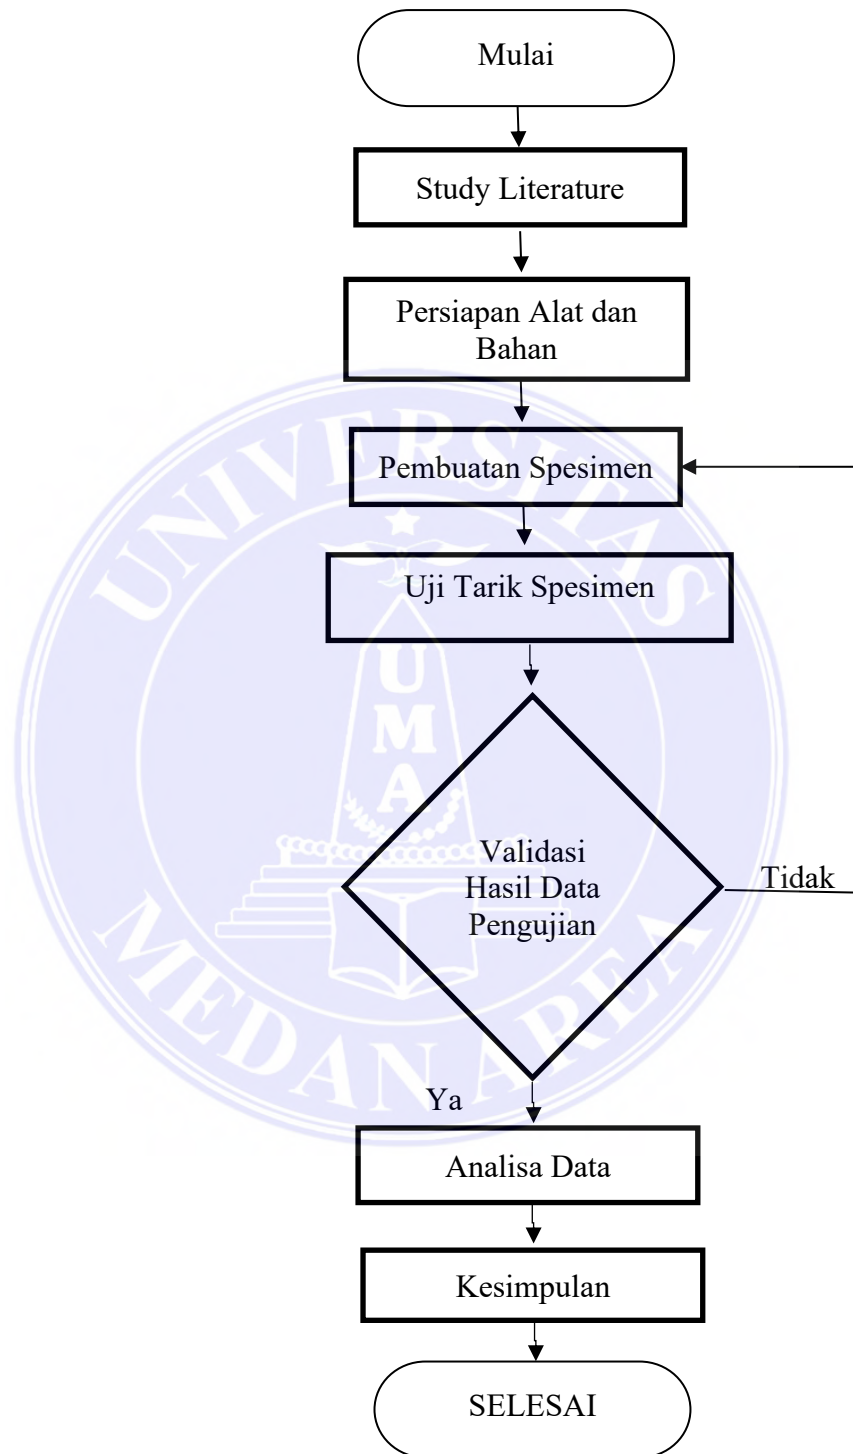 Mulai
Study Literature
Persiapan Alat dan
Bahan
Pembuatan Spesimen
UNIVERSITAS
Uji Tarik Spesimen
UMA
Validasi
Hasil Data
Pengujian
Tidak
MEDAN AREA
Ya
Analisa Data
Kesimpulan
SELESAI